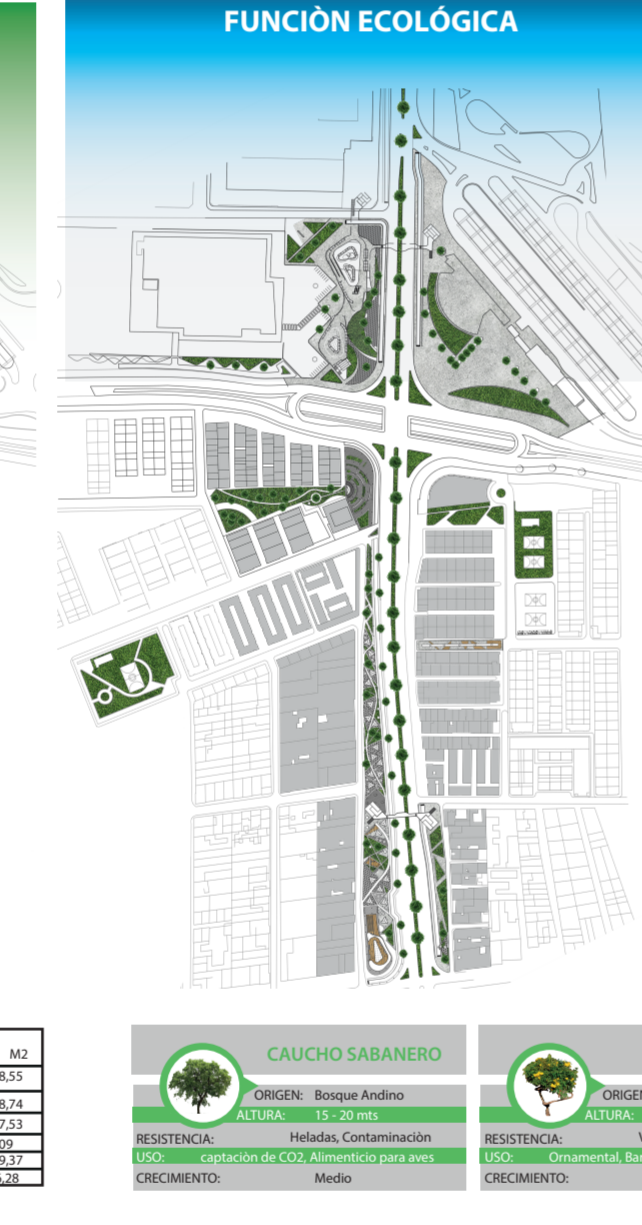 FUNCIÒN ECOLÓGICA
M2
8,55
8,74
7,53
09
9,37
6,28
CAUCHO SABANERO
ORIGEN: Bosque Andino
ALTURA: 15 - 20 mts
RESISTENCIA: Heladas, Contaminaciòn
USO: captaciòn de CO2, Alimenticio para aves
CRECIMIENTO: Medio
ORIGEN
ALTURA:
RESISTENCIA:
USO: Ornamental, Bar
CRECIMIENTO: